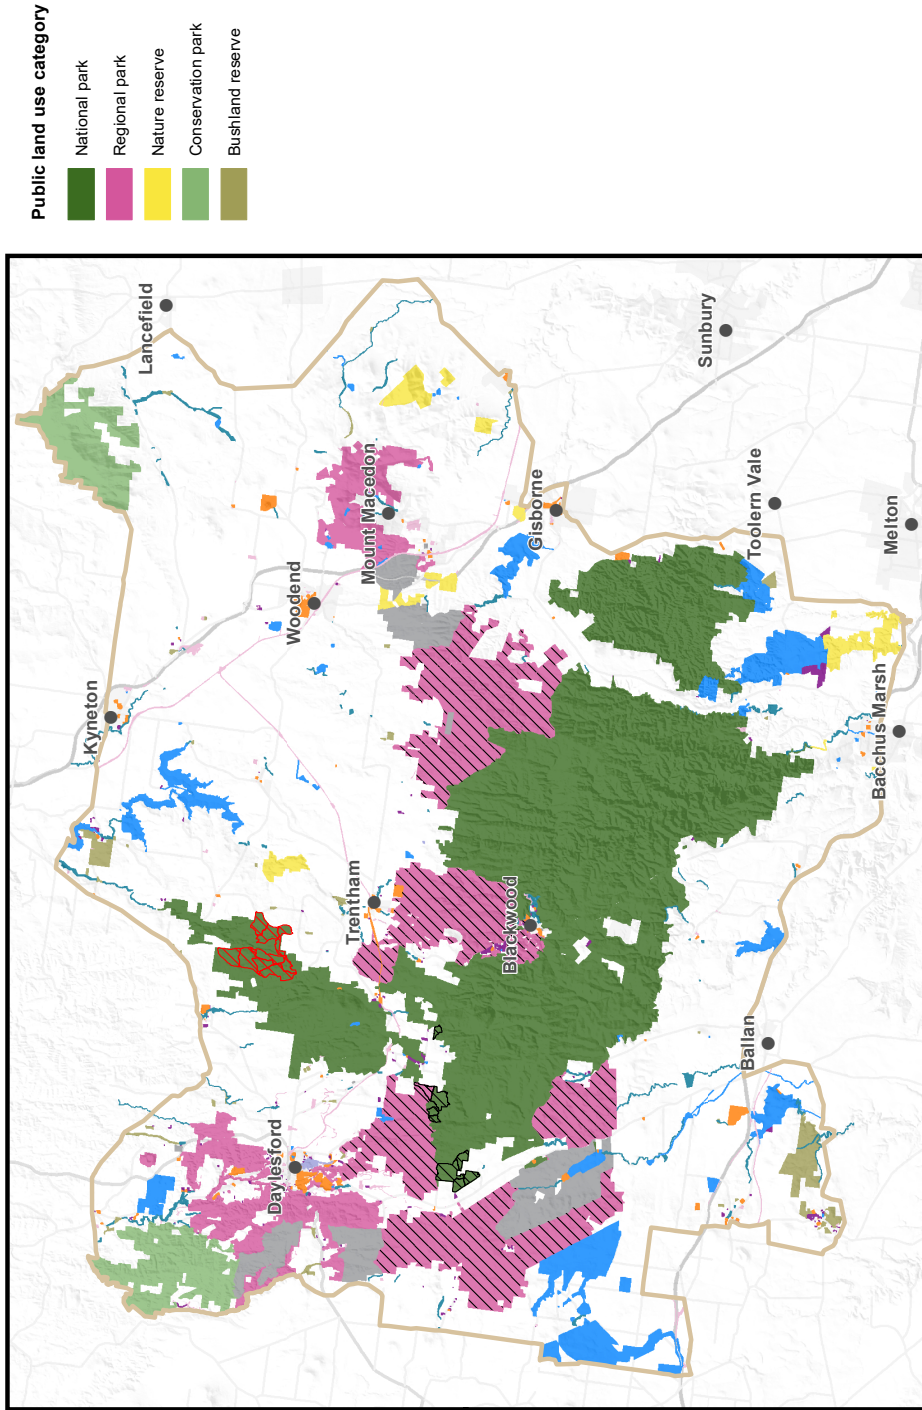 Public land use category
National park
Regional park
Nature reserve
Conservation park
Bushland reserve
Lancefield
Kyneton
Woodend
Mount Macedon
Gisborne
Sunbury
Toolern Vale
Melton
Bacchus Marsh
Trentham
Blackwood
Daylesford
Ballan